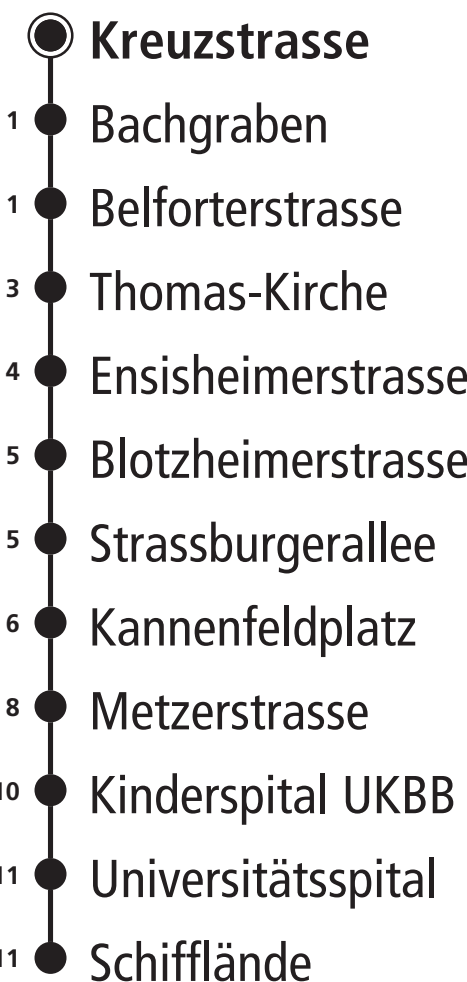 Kreuzstrasse
1 Bachgraben
1 Belforterstrasse
3 Thomas-Kirche
4 Ensisheimerstrasse
5 Blotzheimerstrasse
5 Strassburgerallee
6 Kannenfeldplatz
8 Metzerstrasse
10 Kinderspital UKBB
11 Universitätsspital
11 Schifflände